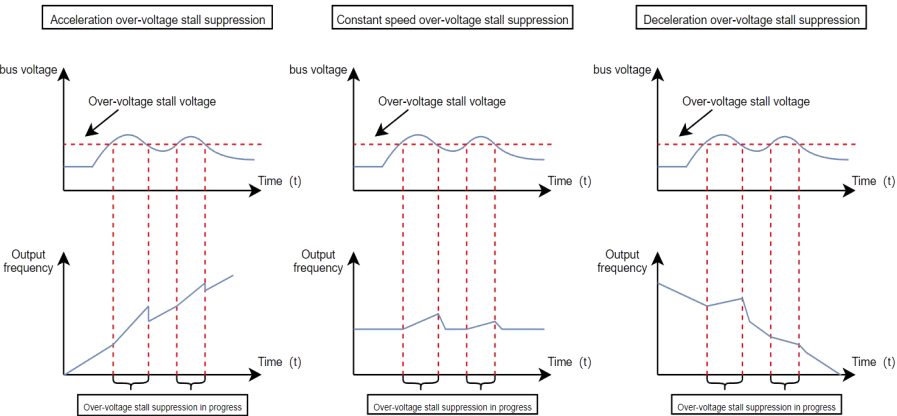 Acceleration over-voltage stall suppression
bus voltage
Over-voltage stall voltage
Time (t)
Output
frequency
Time (t)
Over-voltage stall suppression in progress
Constant speed over-voltage stall suppression
bus voltage
Over-voltage stall voltage
Time (t)
Output
frequency
Time (t)
Over-voltage stall suppression in progress
Deceleration over-voltage stall suppression
bus voltage
Over-voltage stall voltage
Time (t)
Output
frequency
Time (t)
Over-voltage stall suppression in progress